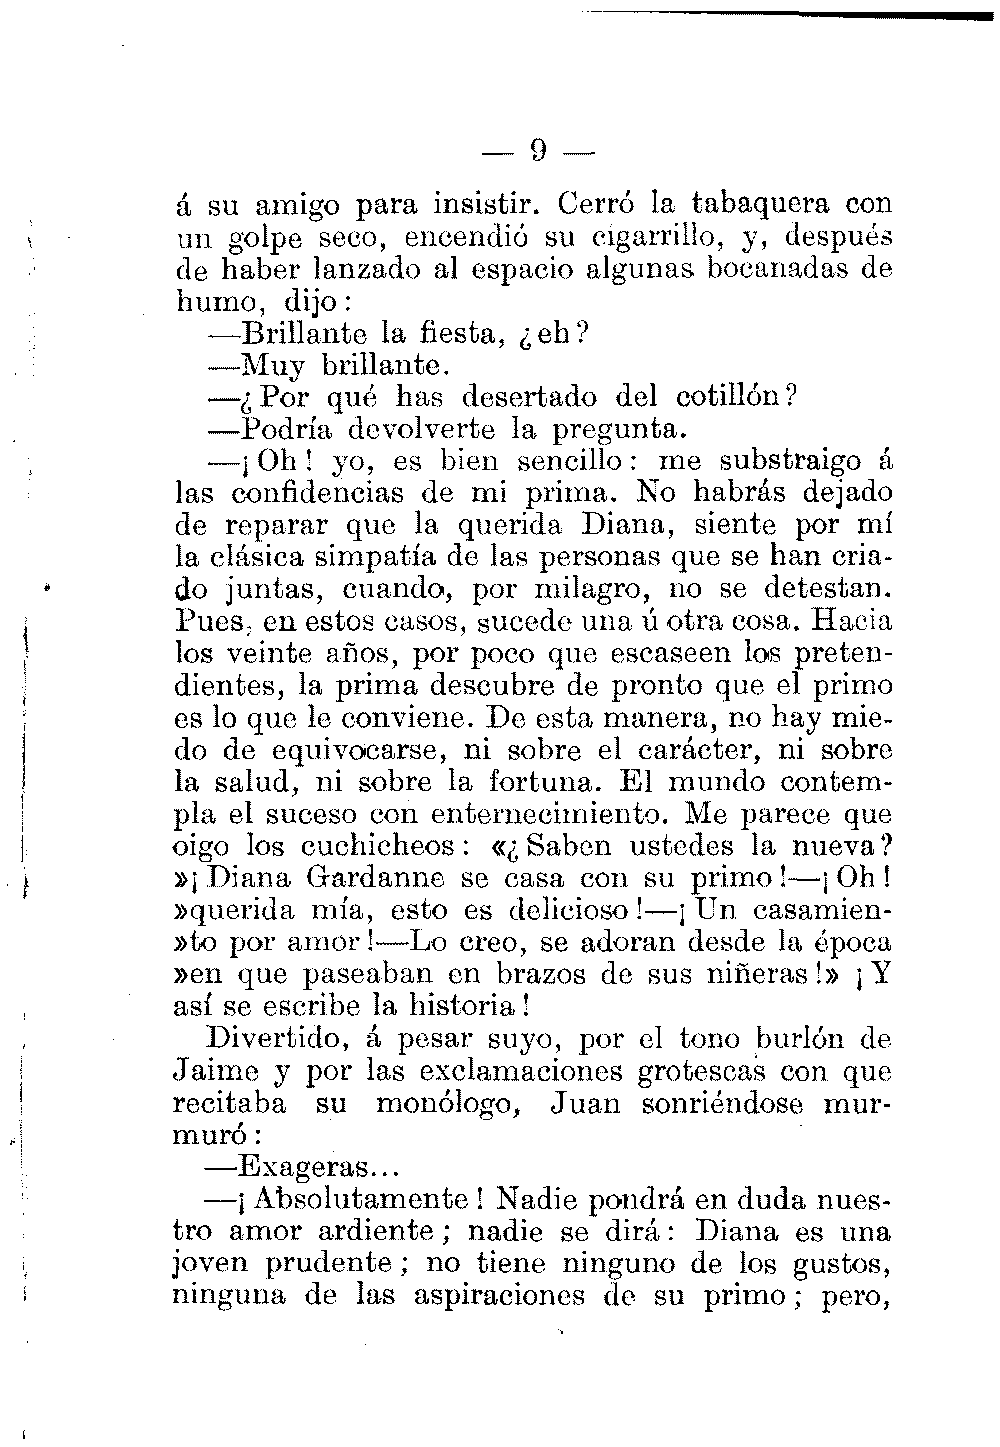 — 9 —
á su amigo para insistir. Cerró la tabaquera con
un golpe seco, encendió su cigarrillo, y, después
de haber lanzado al espacio algunas bocanadas de
humo, dijo:
—Brillante la fiesta, ¿eh?
—Muy brillante.
—¿Por qué has desertado del cotillón?
—Podría devolverte la pregunta.
—¡Oh! yo, es bien sencillo: me substraigo á
las confidencias de mi prima. No habrás dejado
de reparar que la querida Diana, siente por mí
la clásica simpatía de las personas que se han cria-
do juntas, cuando, por milagro, no se detestan.
Pues, en estos casos, sucede una ú otra cosa. Hacia
los veinte años, por poco que escaseen los preten-
dientes, la prima descubre de pronto que el primo
es lo que le conviene. De esta manera, no hay mie-
do de equivocarse, ni sobre el carácter, ni sobre
la salud, ni sobre la fortuna. El mundo contem-
pla el suceso con enternecimiento. Me parece que
oigo los cuchicheos: «¿Saben ustedes la nueva?
»¡Diana Gardanne se casa con su primo!—¡Oh!
»querida mía, esto es delicioso!—¡Un casamien-
»to por amor!—Lo creo, se adoran desde la época
»en que paseaban en brazos de sus niñeras!» ¡Y
así se escribe la historia!
Divertido, á pesar suyo, por el tono burlón de
Jaime y por las exclamaciones grotescas con que
recitaba su monólogo, Juan sonriéndose mur-
muró:
—Exageras...
—¡Absolutamente! Nadie pondrá en duda nues-
tro amor ardiente; nadie se dirá: Diana es una
joven prudente; no tiene ninguno de los gustos,
ninguna de las aspiraciones de su primo; pero,